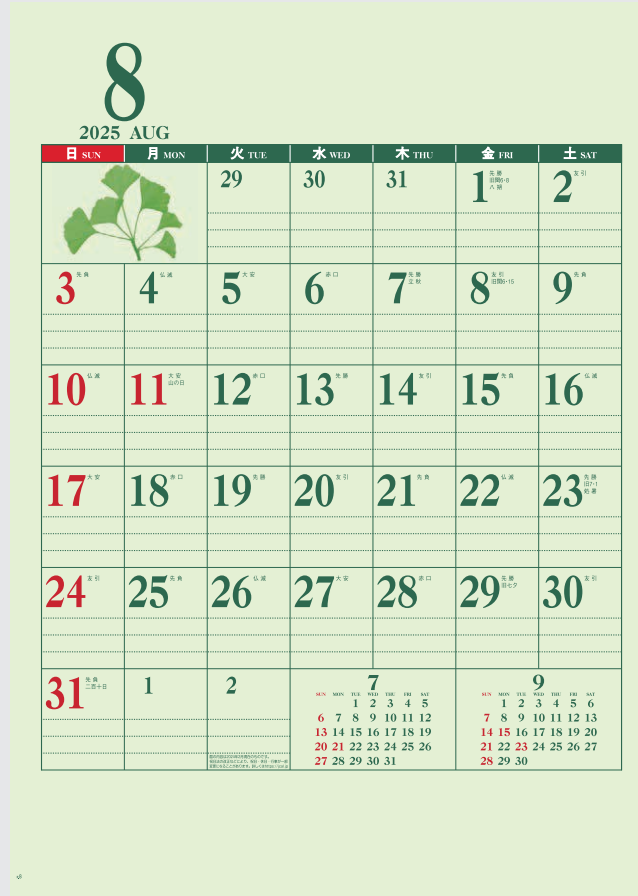 8
2025 AUG
日 SUN 月 MON 火 TUE 水 WED 木 THU 金 FRI 土 SAT
29 30 31 1 先勝 2 友引
旧閏6・8
八朔
3 先負 4 仏滅 5 大安 6 赤口 7 先勝 8 友引 9 先負
立秋 旧閏6・15
10 仏滅 11 大安 12 赤口 13 先勝 14 友引 15 先負 16 仏滅
山の日
17 大安 18 赤口 19 先勝 20 友引 21 先負 22 仏滅 23 先勝
旧7・1
処暑
24 友引 25 先負 26 仏滅 27 大安 28 赤口 29 先勝 30 友引
旧七夕
31 先負 1 2
二百十日
7
SUN MON TUE WED THU FRI SAT
1 2 3 4 5
6 7 8 9 10 11 12
13 14 15 16 17 18 19
20 21 22 23 24 25 26
27 28 29 30 31
9
SUN MON TUE WED THU FRI SAT
1 2 3 4 5 6
7 8 9 10 11 12 13
14 15 16 17 18 19 20
21 22 23 24 25 26 27
28 29 30